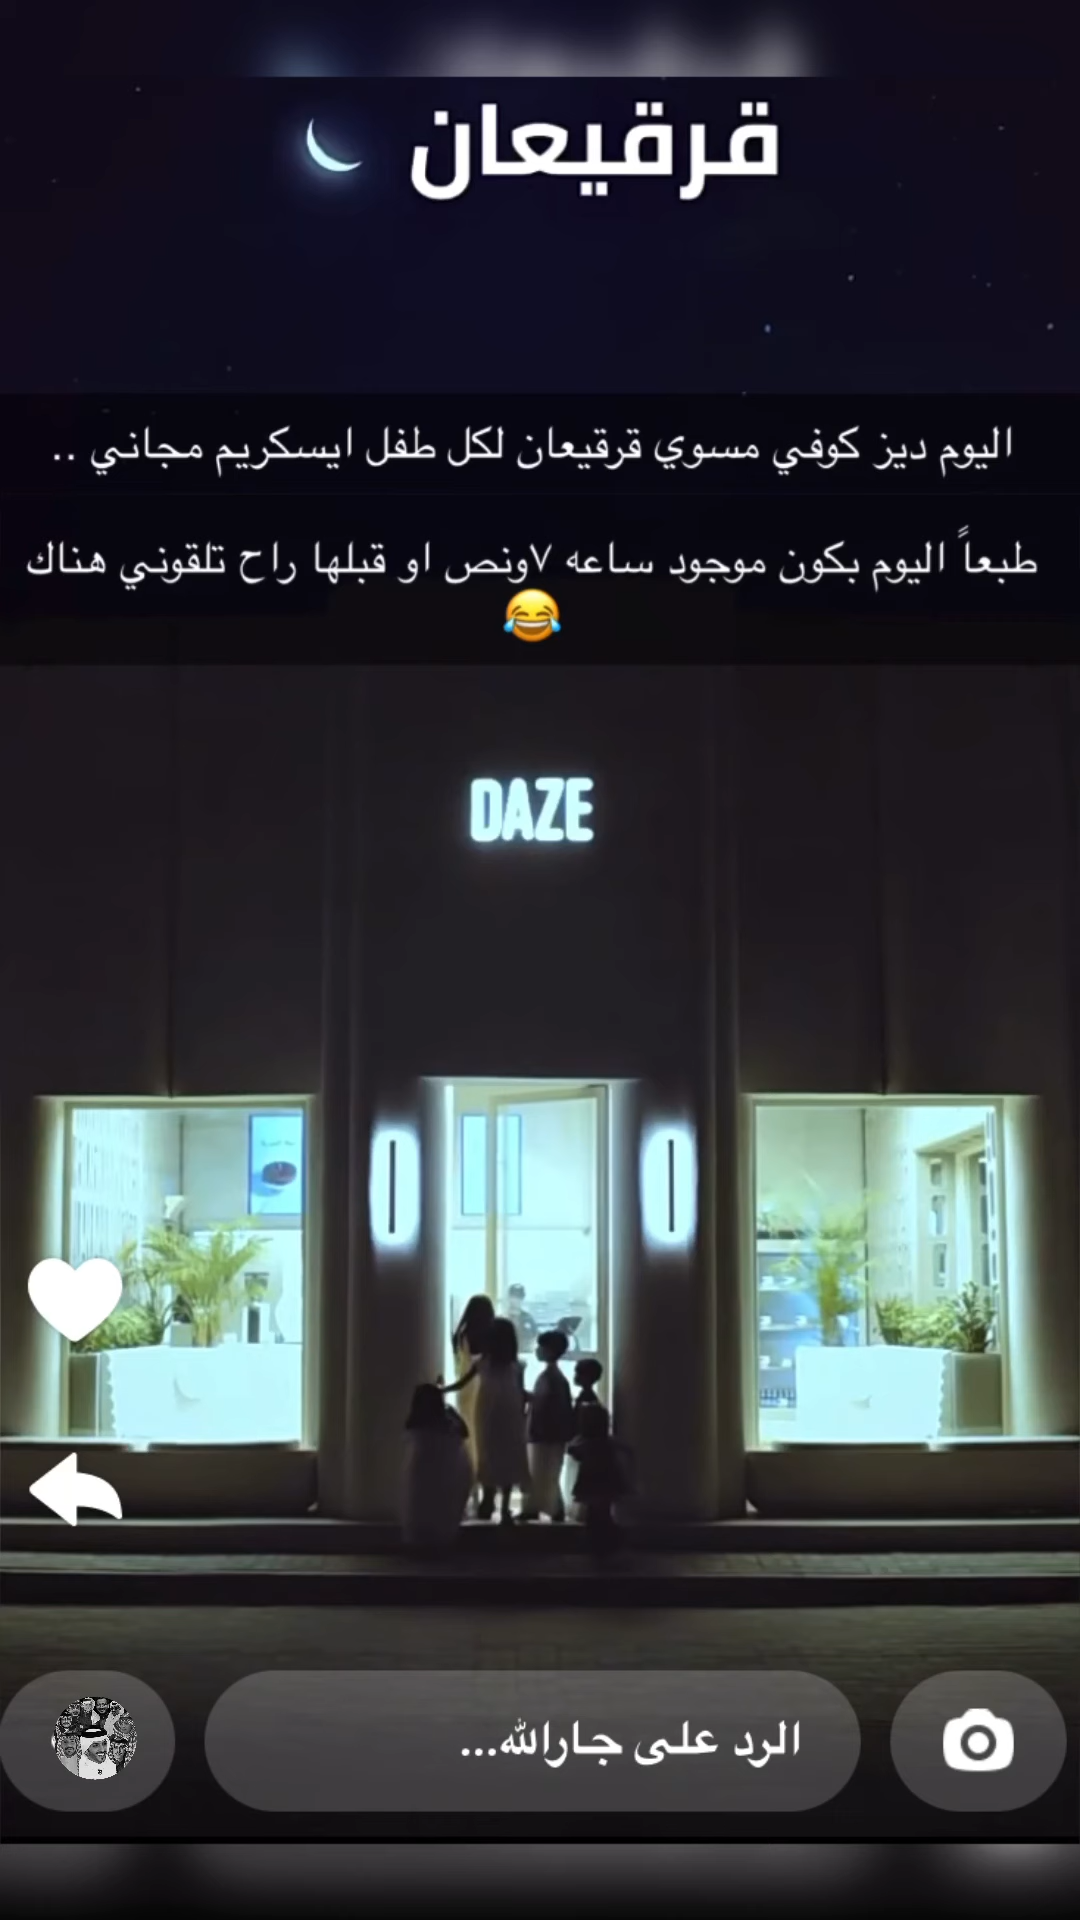 قرقيعان 🌙
اليوم ديز كوفي مسوي قرقيعان لكل طفل ايسكريم مجاني ..
طبعاً اليوم بكون موجود ساعه ٧ونص او قبلها راح تلقوني هناك
😂
DAZE
الرد على جارالله...